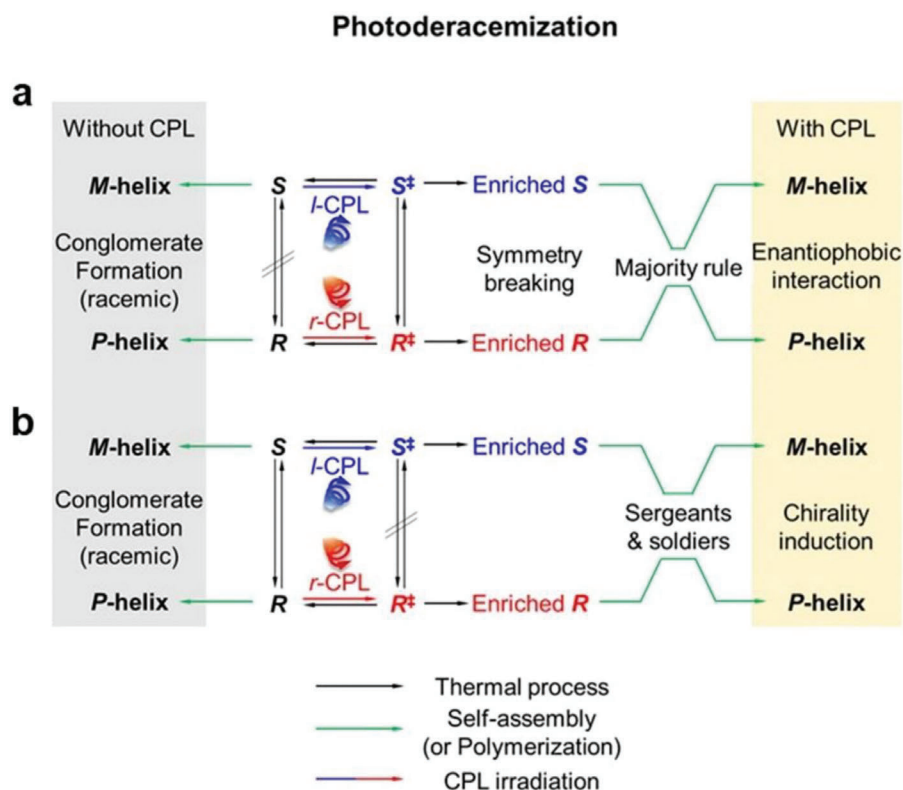 Photoderacemization
a
Without CPL
With CPL
M-helix
S
S‡
Enriched S
M-helix
l-CPL
Conglomerate
Formation
(racemic)
Symmetry
breaking
Majority rule
Enantiophobic
interaction
r-CPL
P-helix
R
R‡
Enriched R
P-helix
b
M-helix
S
S‡
Enriched S
M-helix
l-CPL
Conglomerate
Formation
(racemic)
Sergeants
& soldiers
Chirality
induction
r-CPL
P-helix
R
R‡
Enriched R
P-helix
Thermal process
Self-assembly
(or Polymerization)
CPL irradiation